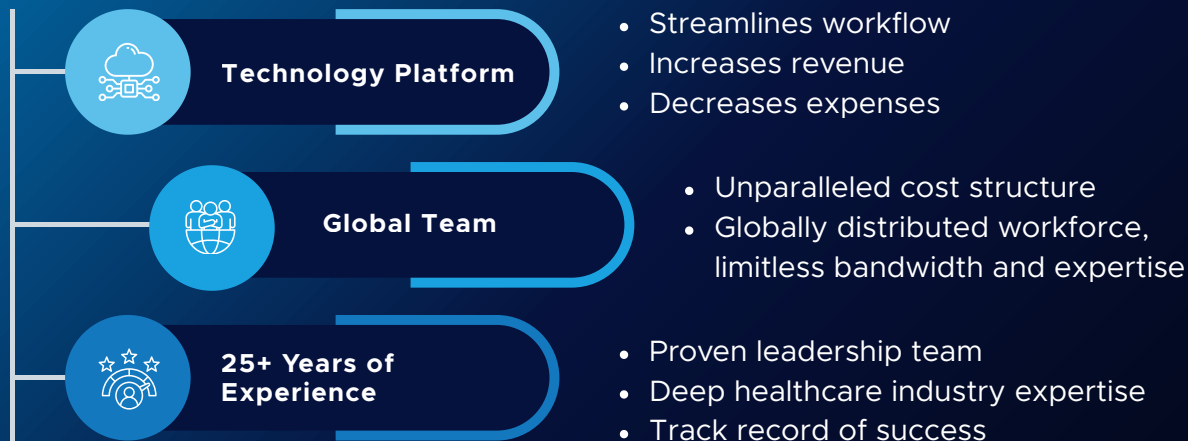 Technology Platform
• Streamlines workflow
• Increases revenue
• Decreases expenses
Global Team
• Unparalleled cost structure
• Globally distributed workforce,
limitless bandwidth and expertise
25+ Years of
Experience
• Proven leadership team
• Deep healthcare industry expertise
• Track record of success